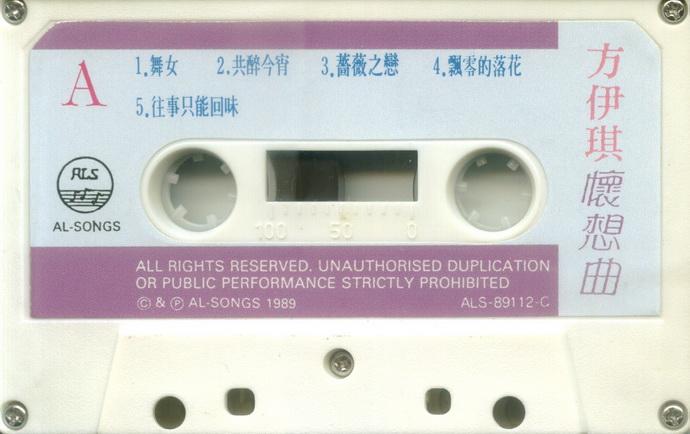 A
1.舞女 2.共醉今宵 3.薔薇之戀 4.飄零的落花
5.往事只能回味
方伊琪
懷想曲
ALS
AL-SONGS
100 50 0
ALL RIGHTS RESERVED. UNAUTHORISED DUPLICATION
OR PUBLIC PERFORMANCE STRICTLY PROHIBITED
© & ℗ AL-SONGS 1989 ALS-89112-C